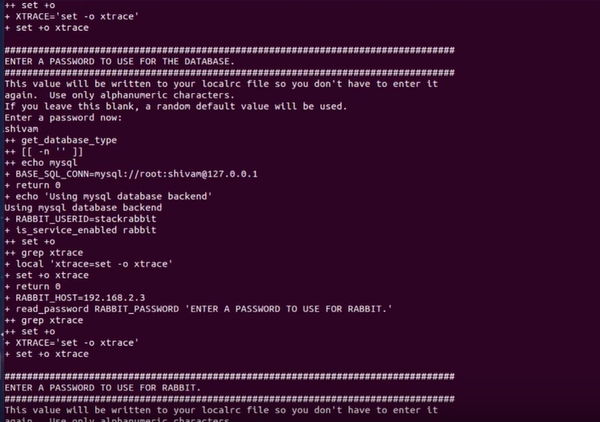 ++ set +o
+ XTRACE='set -o xtrace'
+ set +o xtrace
################################################################################
ENTER A PASSWORD TO USE FOR THE DATABASE.
################################################################################
This value will be written to your localrc file so you don't have to enter it
again.  Use only alphanumeric characters.
If you leave this blank, a random default value will be used.
Enter a password now:
shivam
++ get_database_type
++ [[ -n '' ]]
++ echo mysql
+ BASE_SQL_CONN=mysql://root:shivam@127.0.0.1
+ return 0
+ echo 'Using mysql database backend'
Using mysql database backend
+ RABBIT_USERID=stackrabbit
+ is_service_enabled rabbit
++ set +o
++ grep xtrace
+ local 'xtrace=set -o xtrace'
+ set +o xtrace
+ return 0
+ RABBIT_HOST=192.168.2.3
+ read_password RABBIT_PASSWORD 'ENTER A PASSWORD TO USE FOR RABBIT.'
++ grep xtrace
++ set +o
+ XTRACE='set -o xtrace'
+ set +o xtrace
################################################################################
ENTER A PASSWORD TO USE FOR RABBIT.
################################################################################
This value will be written to your localrc file so you don't have to enter it
again.  Use only alphanumeric characters.